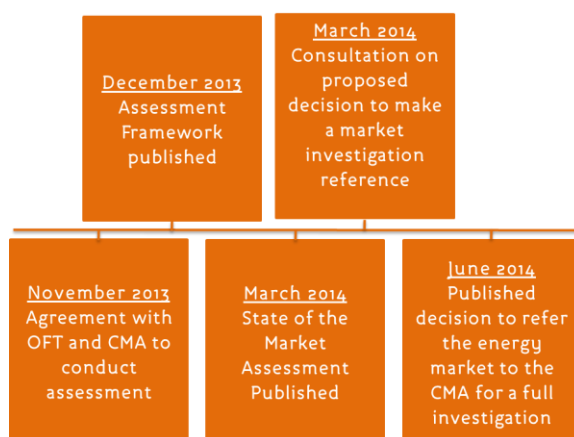 December 2013
Assessment
Framework
published
March 2014
Consultation on
proposed
decision to make
a market
investigation
reference
November 2013
Agreement with
OFT and CMA to
conduct
assessment
March 2014
State of the
Market
Assessment
Published
June 2014
Published
decision to refer
the energy
market to the
CMA for a full
investigation